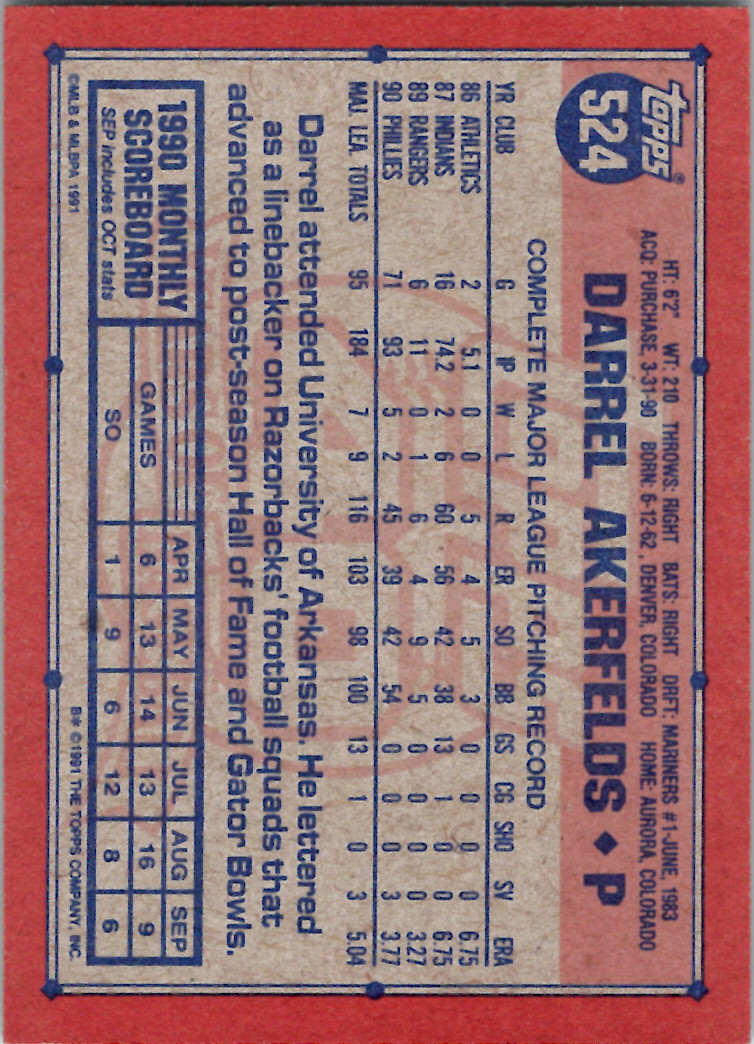 topps®
524
HT: 6'2" WT: 210 THROWS: RIGHT BATS: RIGHT DRFT: MARINERS #1-JUNE, 1983
ACQ: PURCHASE, 3-31-90 BORN: 6-12-62, DENVER, COLORADO HOME: AURORA, COLORADO
DARREL AKERFELDS ♦ P
COMPLETE MAJOR LEAGUE PITCHING RECORD
YR CLUB G IP W L R ER SO BB GS CG SHO SV ERA
86 ATHLETICS 2 5.1 0 0 5 4 5 3 0 0 0 0 6.75
87 INDIANS 16 74.2 2 6 60 56 42 38 13 1 0 0 6.75
89 RANGERS 6 11 0 1 6 4 9 5 0 0 0 0 3.27
90 PHILLIES 71 93 5 2 45 39 42 54 0 0 0 3 3.77
MAJ. LEA. TOTALS 95 184 7 9 116 103 98 100 13 1 0 3 5.04
Darrel attended University of Arkansas. He lettered
as a linebacker on Razorbacks' football squads that
advanced to post-season Hall of Fame and Gator Bowls.
1990 MONTHLY
SCOREBOARD
SEP includes OCT stats
APR MAY JUN JUL AUG SEP
GAMES 6 13 14 13 16 9
SO 1 9 6 12 8 6
©MLB & MLBPA 1991
B* ©1991 THE TOPPS COMPANY, INC.